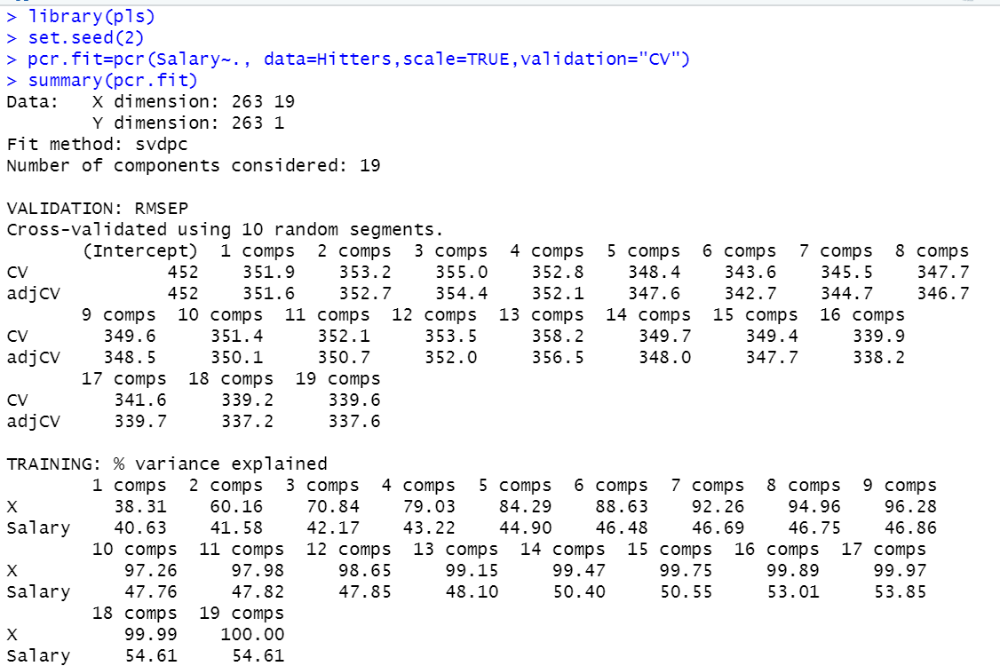 > library(pls)
> set.seed(2)
> pcr.fit=pcr(Salary~., data=Hitters,scale=TRUE,validation="CV")
> summary(pcr.fit)
Data:   X dimension: 263 19
        Y dimension: 263 1
Fit method: svdpc
Number of components considered: 19

VALIDATION: RMSEP
Cross-validated using 10 random segments.
       (Intercept)  1 comps  2 comps  3 comps  4 comps  5 comps  6 comps  7 comps  8 comps
CV             452    351.9    353.2    355.0    352.8    348.4    343.6    345.5    347.7
adjCV          452    351.6    352.7    354.4    352.1    347.6    342.7    344.7    346.7
       9 comps  10 comps  11 comps  12 comps  13 comps  14 comps  15 comps  16 comps
CV       349.6     351.4     352.1     353.5     358.2     349.7     349.4     339.9
adjCV    348.5     350.1     350.7     352.0     356.5     348.0     347.7     338.2
       17 comps  18 comps  19 comps
CV        341.6     339.2     339.6
adjCV     339.7     337.2     337.6

TRAINING: % variance explained
        1 comps  2 comps  3 comps  4 comps  5 comps  6 comps  7 comps  8 comps  9 comps
X         38.31    60.16    70.84    79.03    84.29    88.63    92.26    94.96    96.28
Salary    40.63    41.58    42.17    43.22    44.90    46.48    46.69    46.75    46.86
        10 comps  11 comps  12 comps  13 comps  14 comps  15 comps  16 comps  17 comps
X          97.26     97.98     98.65     99.15     99.47     99.75     99.89     99.97
Salary     47.76     47.82     47.85     48.10     50.40     50.55     53.01     53.85
        18 comps  19 comps
X          99.99    100.00
Salary     54.61     54.61